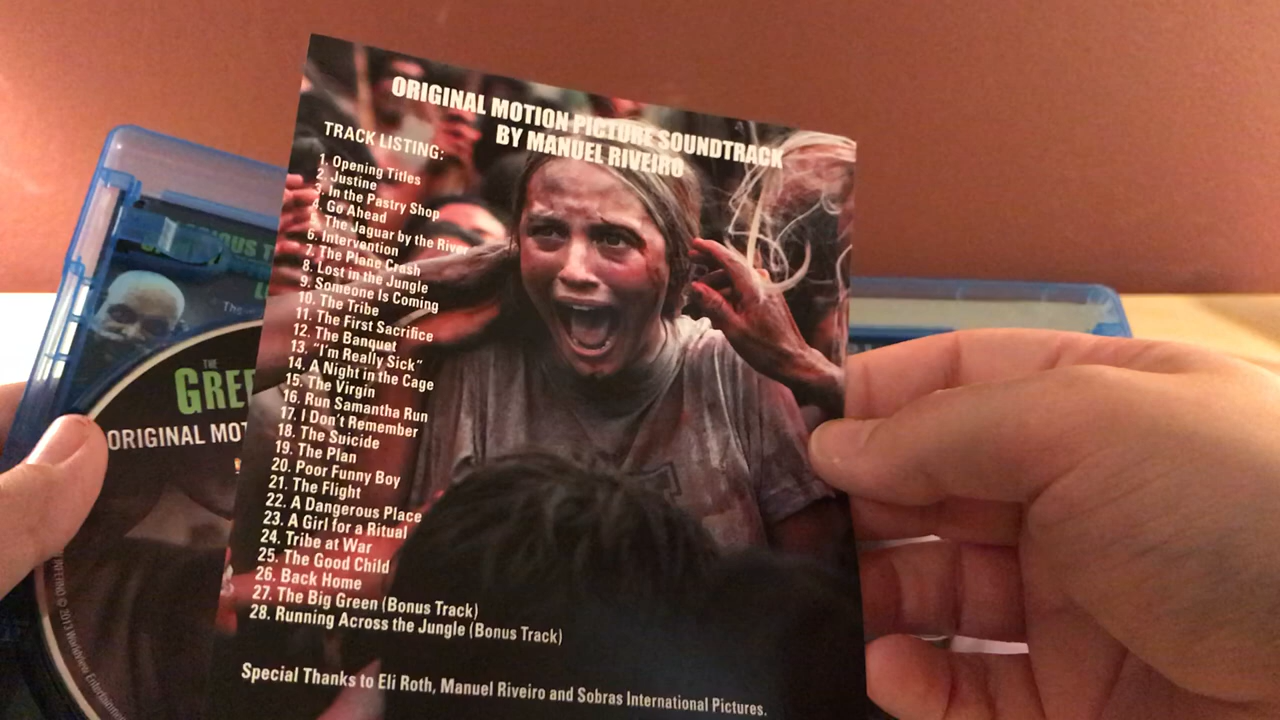 ORIGINAL MOTION PICTURE SOUNDTRACK
BY MANUEL RIVEIRO
TRACK LISTING:
1. Opening Titles
2. Justine
3. In the Pastry Shop
4. Go Ahead
5. The Jaguar by the River
6. Intervention
7. The Plane Crash
8. Lost in the Jungle
9. Someone Is Coming
10. The Tribe
11. The First Sacrifice
12. The Banquet
13. "I'm Really Sick"
14. A Night in the Cage
15. The Virgin
16. Run Samantha Run
17. I Don't Remember
18. The Suicide
19. The Plan
20. Poor Funny Boy
21. The Flight
22. A Dangerous Place
23. A Girl for a Ritual
24. Tribe at War
25. The Good Child
26. Back Home
27. The Big Green (Bonus Track)
28. Running Across the Jungle (Bonus Track)
Special Thanks to Eli Roth, Manuel Riveiro and Sobras International Pictures.
THE
GREE
ORIGINAL MOT
© 2013 Worldview Entertainment